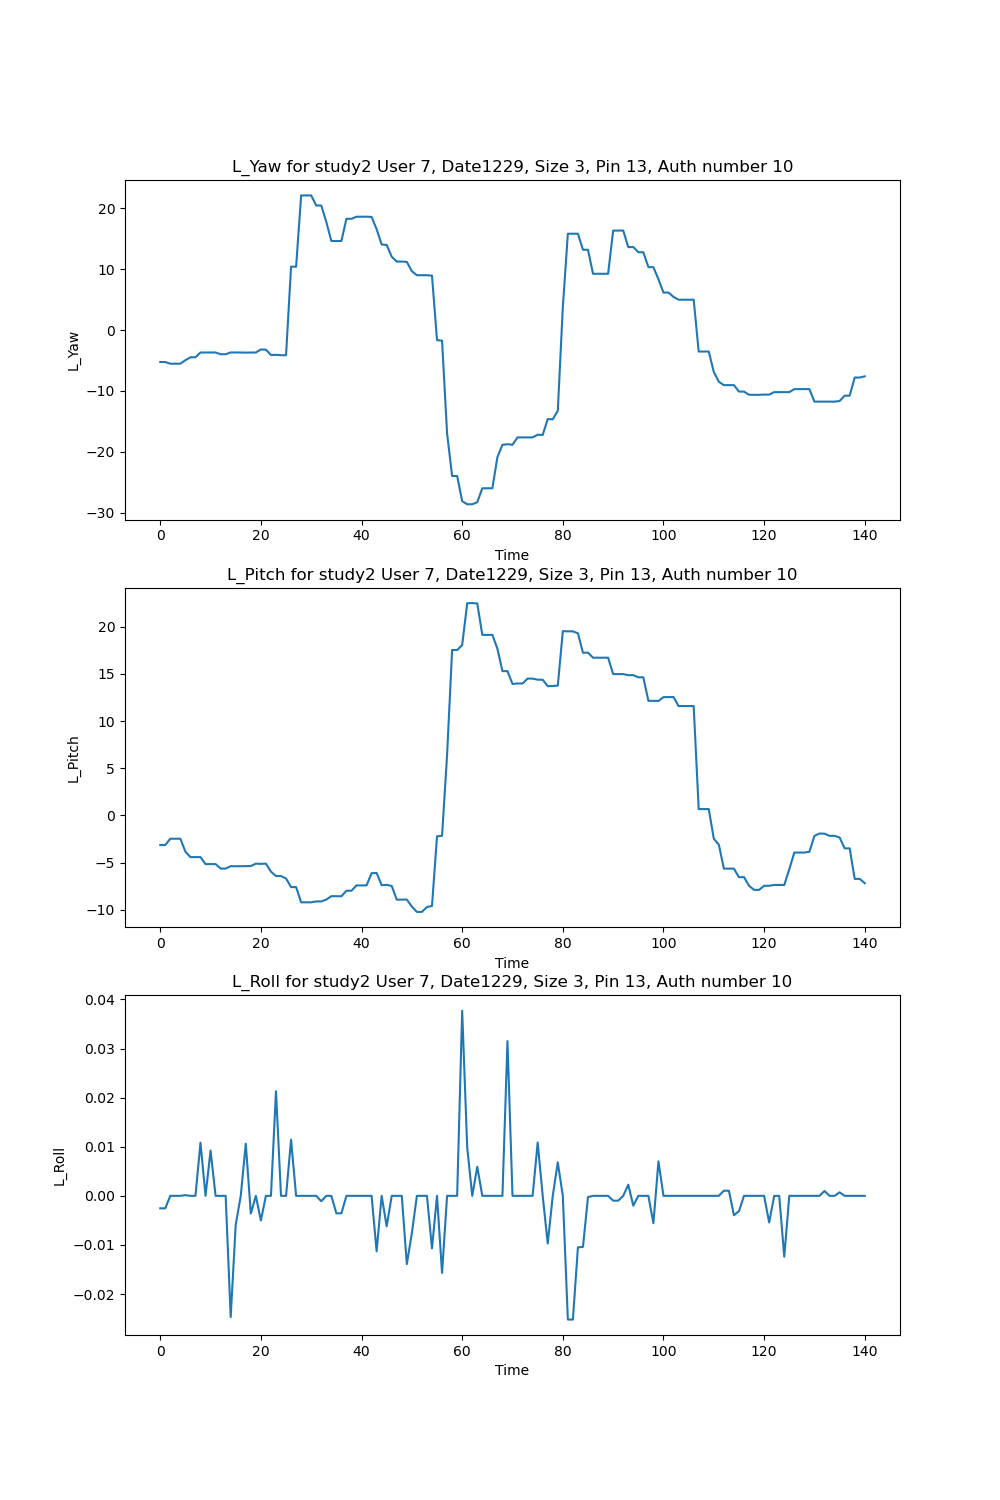 L_Yaw for study2 User 7, Date1229, Size 3, Pin 13, Auth number 10
20
10
0
−10
−20
−30
L_Yaw
0 20 40 60 80 100 120 140
Time
L_Pitch for study2 User 7, Date1229, Size 3, Pin 13, Auth number 10
20
15
10
5
0
−5
−10
L_Pitch
0 20 40 60 80 100 120 140
Time
L_Roll for study2 User 7, Date1229, Size 3, Pin 13, Auth number 10
0.04
0.03
0.02
0.01
0.00
−0.01
−0.02
L_Roll
0 20 40 60 80 100 120 140
Time